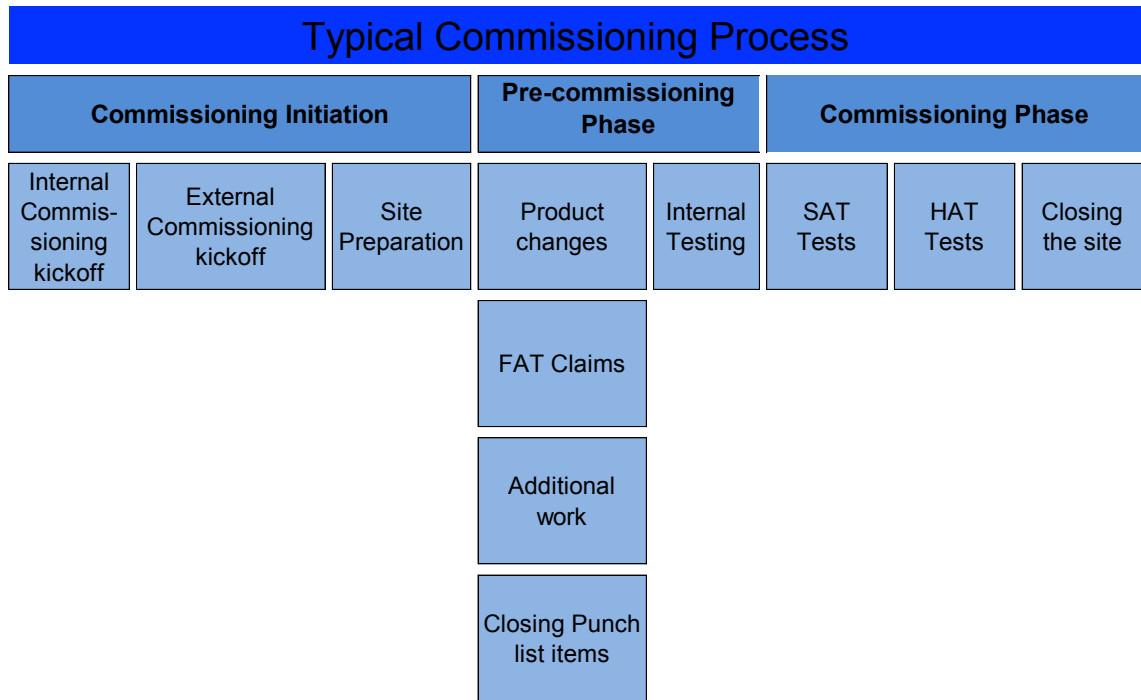 Typical Commissioning Process
Commissioning Initiation
Pre-commissioning
Phase
Commissioning Phase
Internal
Commis-
sioning
kickoff
External
Commissioning
kickoff
Site
Preparation
Product
changes
Internal
Testing
SAT
Tests
HAT
Tests
Closing
the site
FAT Claims
Additional
work
Closing Punch
list items